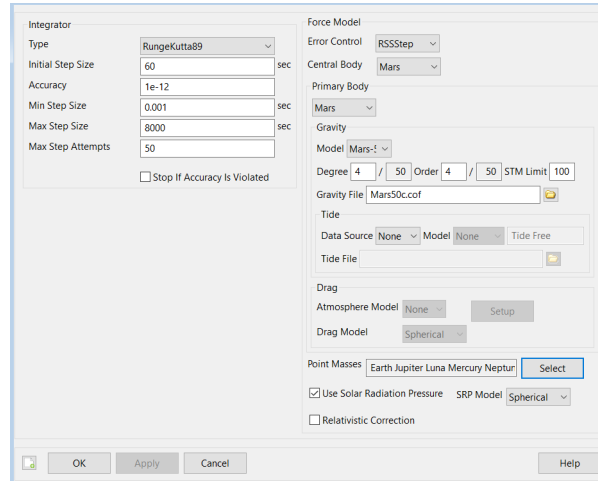 Integrator
Type RungeKutta89
Initial Step Size 60 sec
Accuracy 1e-12
Min Step Size 0.001 sec
Max Step Size 8000 sec
Max Step Attempts 50
Stop If Accuracy Is Violated
Force Model
Error Control RSSStep
Central Body Mars
Primary Body
Mars
Gravity
Model Mars-5
Degree 4 / 50 Order 4 / 50 STM Limit 100
Gravity File Mars50c.cof
Tide
Data Source None Model None Tide Free
Tide File
Drag
Atmosphere Model None Setup
Drag Model Spherical
Point Masses Earth Jupiter Luna Mercury Neptun Select
Use Solar Radiation Pressure SRP Model Spherical
Relativistic Correction
OK Apply Cancel Help